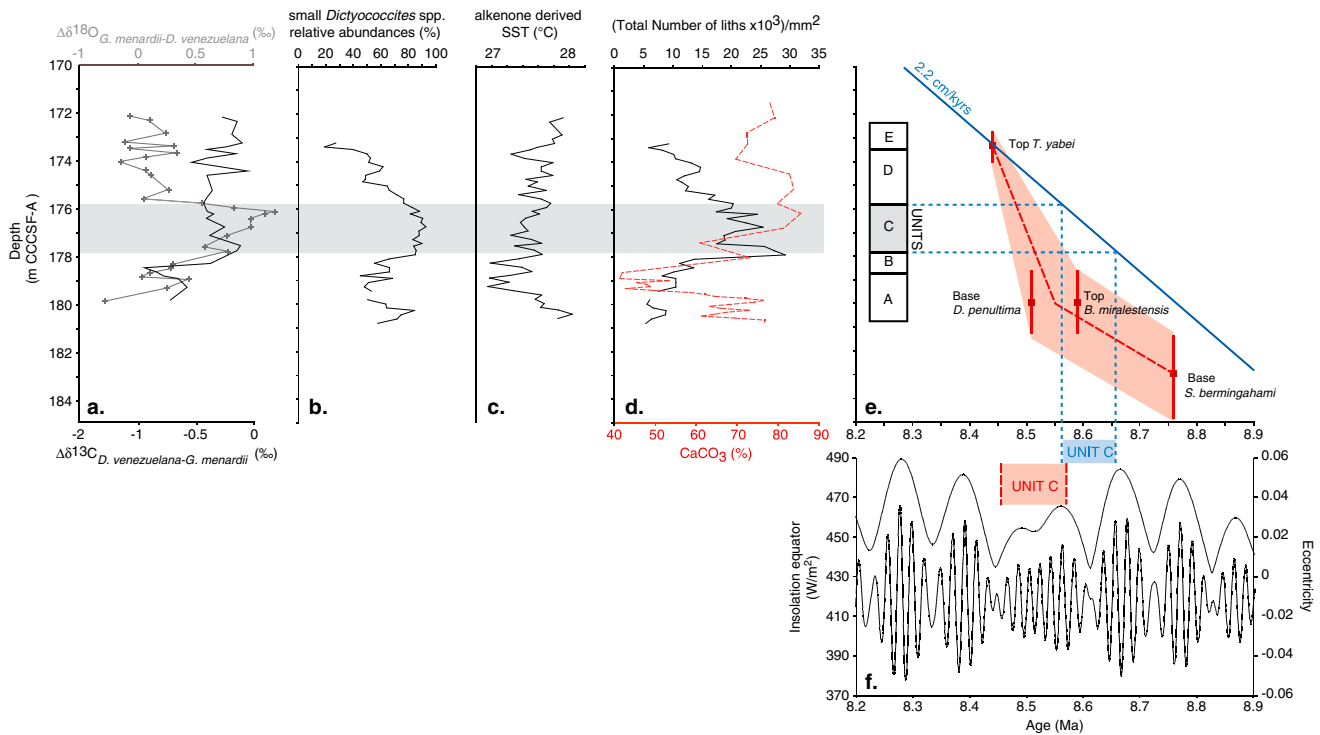 Δδ18O G. menardii-D. venezuelana (‰)
-1 0 0.5 1
small Dictyococcites spp.
relative abundances (%)
0 20 40 60 80 100
alkenone derived
SST (°C)
27 28
(Total Number of liths x10³)/mm²
0 5 10 15 20 25 30 35
Depth
(m CCCSF-A)
170
172
174
176
178
180
182
184
a.
b.
c.
d.
e.
-1 -1 -0.5 0
Δδ13C D. venezuelana-G. menardii (‰)
40 50 60 70 80 90
CaCO3 (%)
2.2 cm/kyrs
E
D
C
B
A
UNITS
Top T. yabei
Base
D. penultima
Top
B. miralestensis
Base
S. bermingahami
8.2 8.3 8.4 8.5 8.6 8.7 8.8 8.9
UNIT C
UNIT C
Insolation equator
(W/m²)
490
470
450
430
410
390
370
0.06
0.04
0.02
0
-0.02
-0.04
-0.06
Eccentricity
f.
8.2 8.3 8.4 8.5 8.6 8.7 8.8 8.9
Age (Ma)